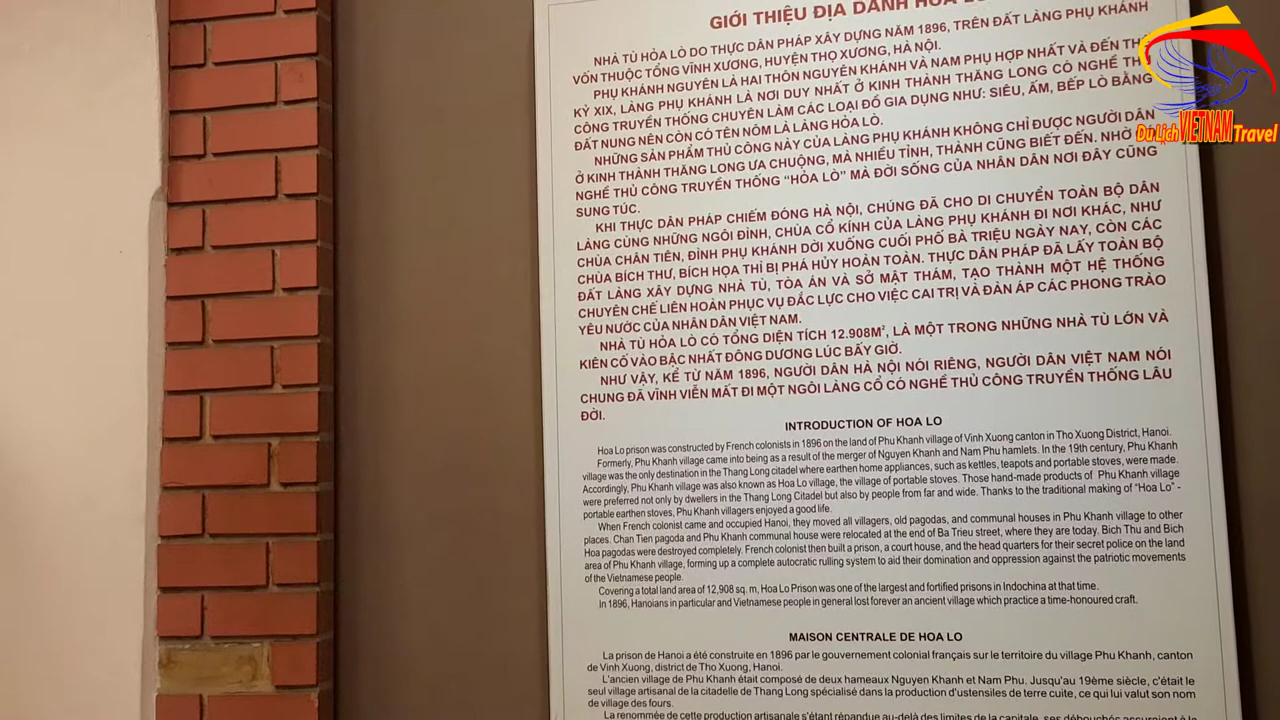 GIỚI THIỆU ĐỊA DANH HỎA LÒ
NHÀ TÙ HỎA LÒ DO THỰC DÂN PHÁP XÂY DỰNG NĂM 1896, TRÊN ĐẤT LÀNG PHỤ KHÁNH
VỐN THUỘC TỔNG VĨNH XƯƠNG, HUYỆN THỌ XƯƠNG, HÀ NỘI.
PHỤ KHÁNH NGUYÊN LÀ HAI THÔN NGUYÊN KHÁNH VÀ NAM PHỤ HỢP NHẤT VÀ ĐẾN THẾ
KỶ XIX, LÀNG PHỤ KHÁNH LÀ NƠI DUY NHẤT Ở KINH THÀNH THĂNG LONG CÓ NGHỀ THỦ
CÔNG TRUYỀN THỐNG CHUYÊN LÀM CÁC LOẠI ĐỒ GIA DỤNG NHƯ: SIÊU, ẤM, BẾP LÒ BẰNG
ĐẤT NUNG NÊN CÒN CÓ TÊN NÔM LÀ LÀNG HỎA LÒ.
NHỮNG SẢN PHẨM THỦ CÔNG NÀY CỦA LÀNG PHỤ KHÁNH KHÔNG CHỈ ĐƯỢC NGƯỜI DÂN
Ở KINH THÀNH THĂNG LONG ƯA CHUỘNG, MÀ NHIỀU TỈNH, THÀNH CŨNG BIẾT ĐẾN. NHỜ
NGHỀ THỦ CÔNG TRUYỀN THỐNG “HỎA LÒ” MÀ ĐỜI SỐNG CỦA NHÂN DÂN NƠI ĐÂY CŨNG
SUNG TÚC.
KHI THỰC DÂN PHÁP CHIẾM ĐÓNG HÀ NỘI, CHÚNG ĐÃ CHO DI CHUYỂN TOÀN BỘ DÂN
LÀNG CÙNG NHỮNG NGÔI ĐÌNH, CHÙA CỔ KÍNH CỦA LÀNG PHỤ KHÁNH ĐI NƠI KHÁC, NHƯ
CHÙA CHÂN TIÊN, ĐÌNH PHỤ KHÁNH DỜI XUỐNG CUỐI PHỐ BÀ TRIỆU NGÀY NAY, CÒN CÁC
CHÙA BÍCH THƯ, BÍCH HỌA THÌ BỊ PHÁ HỦY HOÀN TOÀN. THỰC DÂN PHÁP ĐÃ LẤY TOÀN BỘ
ĐẤT LÀNG XÂY DỰNG NHÀ TÙ, TÒA ÁN VÀ SỞ MẬT THÁM, TẠO THÀNH MỘT HỆ THỐNG
CHUYÊN CHẾ LIÊN HOÀN PHỤC VỤ ĐẮC LỰC CHO VIỆC CAI TRỊ VÀ ĐÀN ÁP CÁC PHONG TRÀO
YÊU NƯỚC CỦA NHÂN DÂN VIỆT NAM.
NHÀ TÙ HỎA LÒ CÓ TỔNG DIỆN TÍCH 12.908M², LÀ MỘT TRONG NHỮNG NHÀ TÙ LỚN VÀ
KIÊN CỐ VÀO BẬC NHẤT ĐÔNG DƯƠNG LÚC BẤY GIỜ.
NHƯ VẬY, KỂ TỪ NĂM 1896, NGƯỜI DÂN HÀ NỘI NÓI RIÊNG, NGƯỜI DÂN VIỆT NAM NÓI
CHUNG ĐÃ VĨNH VIỄN MẤT ĐI MỘT NGÔI LÀNG CỔ CÓ NGHỀ THỦ CÔNG TRUYỀN THỐNG LÂU
ĐỜI.
INTRODUCTION OF HOA LO
Hoa Lo prison was constructed by French colonists in 1896 on the land of Phu Khanh village of Vinh Xuong canton in Tho Xuong District, Hanoi.
Formerly, Phu Khanh village came into being as a result of the merger of Nguyen Khanh and Nam Phu hamlets. In the 19th century, Phu Khanh
village was the only destination in the Thang Long citadel where earthen home appliances, such as kettles, teapots and portable stoves, were made.
Accordingly, Phu Khanh village was also known as Hoa Lo village, the village of portable stoves. Those hand-made products of Phu Khanh village
were preferred not only by dwellers in the Thang Long Citadel but also by people from far and wide. Thanks to the traditional making of “Hoa Lo” -
portable earthen stoves, Phu Khanh villagers enjoyed a good life.
When French colonist came and occupied Hanoi, they moved all villagers, old pagodas, and communal houses in Phu Khanh village to other
places. Chan Tien pagoda and Phu Khanh communal house were relocated at the end of Ba Trieu street, where they are today. Bich Thu and Bich
Hoa pagodas were destroyed completely. French colonist then built a prison, a court house, and the head quarters for their secret police on the land
area of Phu Khanh village, forming up a complete autocratic rulling system to aid their domination and oppression against the patriotic movements
of the Vietnamese people.
Covering a total land area of 12,908 sq. m, Hoa Lo Prison was one of the largest and fortified prisons in Indochina at that time.
In 1896, Hanoians in particular and Vietnamese people in general lost forever an ancient village which practice a time-honoured craft.
MAISON CENTRALE DE HOA LO
La prison de Hanoi a été construite en 1896 par le gouvernement colonial français sur le territoire du village Phu Khanh, canton
de Vinh Xuong, district de Tho Xuong, Hanoi.
L'ancien village de Phu Khanh était composé de deux hameaux Nguyen Khanh et Nam Phu. Jusqu'au 19ème siècle, c'était le
seul village artisanal de la citadelle de Thang Long spécialisé dans la production d'ustensiles de terre cuite, ce qui lui valut son nom
de village des fours.
La renommée de cette production artisanale s'étant répandue au-delà des limites de la capitale, ses débouchés assuraient à la
Du Lịch VIETNAM Travel